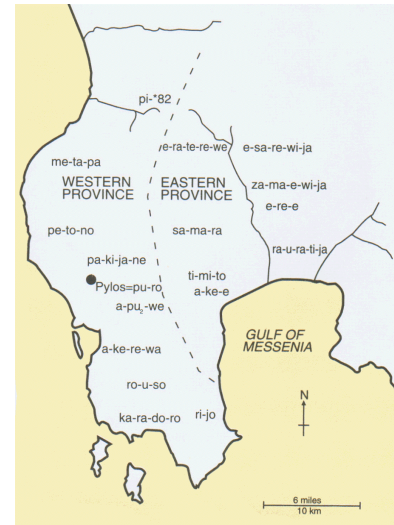 pi-*82
e-ra-te-re-we
e-sa-re-wi-ja
me-ta-pa
WESTERN
PROVINCE
EASTERN
PROVINCE
za-ma-e-wi-ja
e-re-e
pe-to-no
sa-ma-ra
ra-u-ra-ti-ja
pa-ki-ja-ne
ti-mi-to
a-ke-e
Pylos=pu-ro
a-pu₂-we
GULF OF
MESSENIA
a-ke-re-wa
ro-u-so
ka-ra-do-ro
ri-jo
N
6 miles
10 km